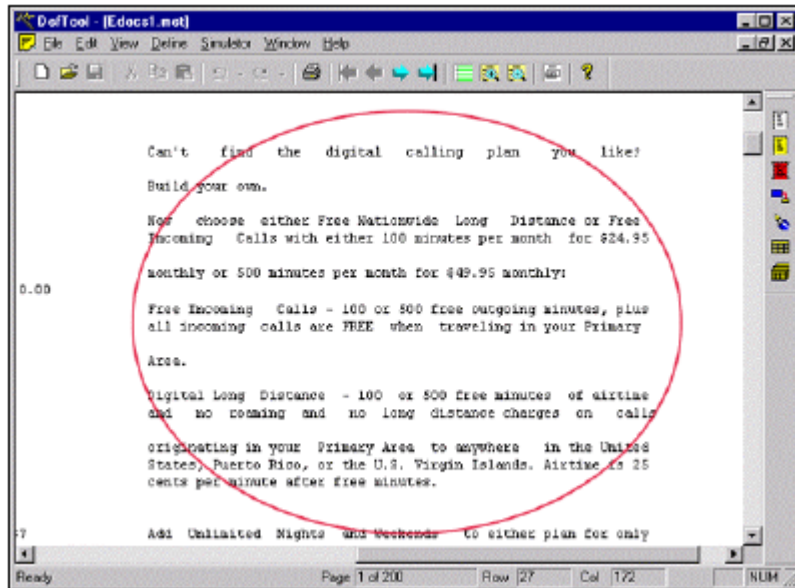 DefTool - [Edocs1.mot]
File Edit View Define Simulator Window Help
Can't find the digital calling plan you like?
Build your own.
Now choose either Free Nationwide Long Distance or Free
Incoming Calls with either 100 minutes per month for $24.95
monthly or 500 minutes per month for $49.95 monthly:
0.00
Free Incoming Calls - 100 or 500 free outgoing minutes, plus
all incoming calls are FREE when traveling in your Primary
Area.
Digital Long Distance - 100 or 500 free minutes of airtime
and no roaming and no long distance charges on calls
originating in your Primary Area to anywhere in the United
States, Puerto Rico, or the U.S. Virgin Islands. Airtime is 25
cents per minute after free minutes.
Add Unlimited Nights and Weekends to either plan for only
Ready Page 1 of 200 Row 27 Col 172 NUM